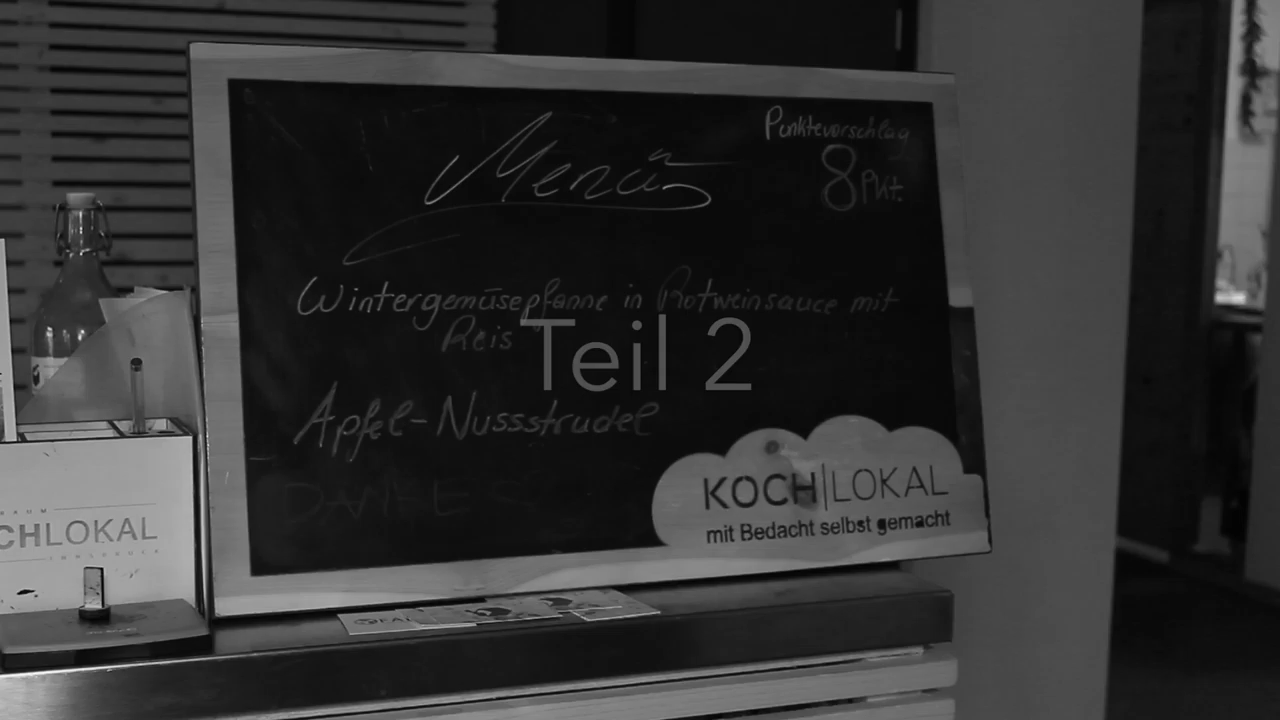 Menü
Punktevorschlag
8 Pkt.
Wintergemüsepfanne in Rotweinsauce mit
Reis
Teil 2
Apfel-Nussstrudel
KOCH|LOKAL
mit Bedacht selbst gemacht
CHLOKAL